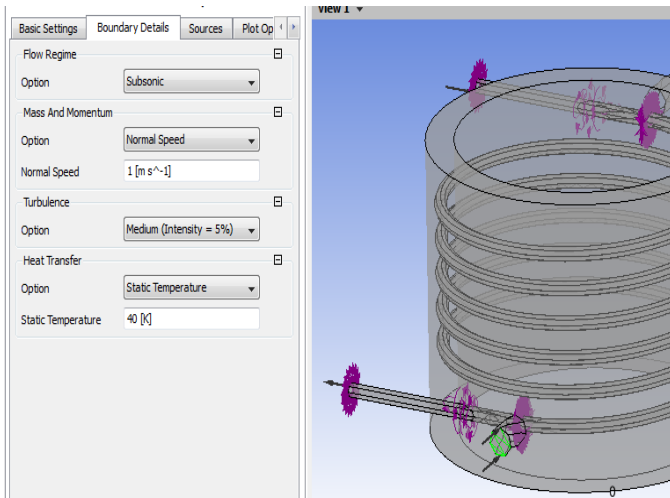 View 1
Basic Settings Boundary Details Sources Plot Op
Flow Regime
Option Subsonic
Mass And Momentum
Option Normal Speed
Normal Speed 1 [m s^-1]
Turbulence
Option Medium (Intensity = 5%)
Heat Transfer
Option Static Temperature
Static Temperature 40 [K]
0